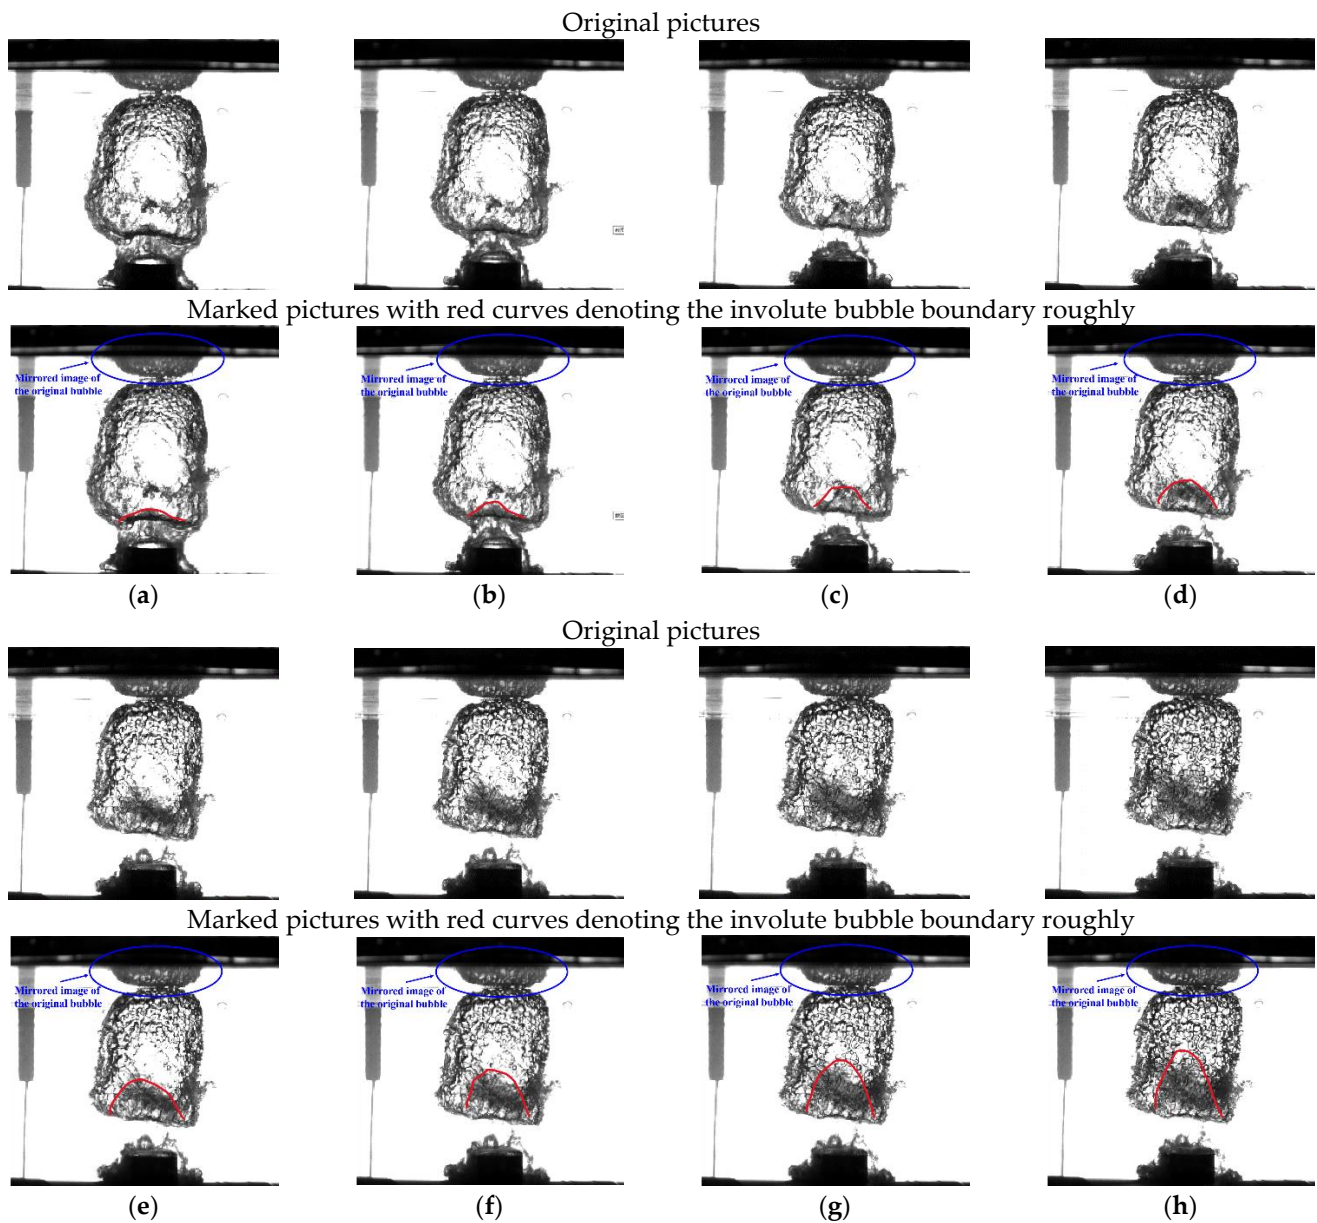 Original pictures
Marked pictures with red curves denoting the involute bubble boundary roughly
Mirrored image of
the original bubble
Mirrored image of
the original bubble
Mirrored image of
the original bubble
Mirrored image of
the original bubble
(a)
(b)
(c)
(d)
Original pictures
Marked pictures with red curves denoting the involute bubble boundary roughly
Mirrored image of
the original bubble
Mirrored image of
the original bubble
Mirrored image of
the original bubble
Mirrored image of
the original bubble
(e)
(f)
(g)
(h)